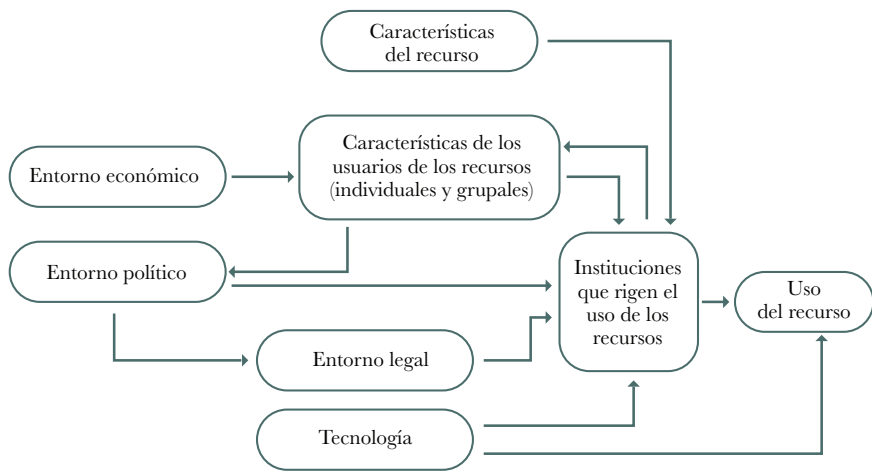 Características
del recurso
Características de los
usuarios de los recursos
(individuales y grupales)
Entorno económico
Entorno político
Instituciones
que rigen el
uso de los
recursos
Uso
del recurso
Entorno legal
Tecnología